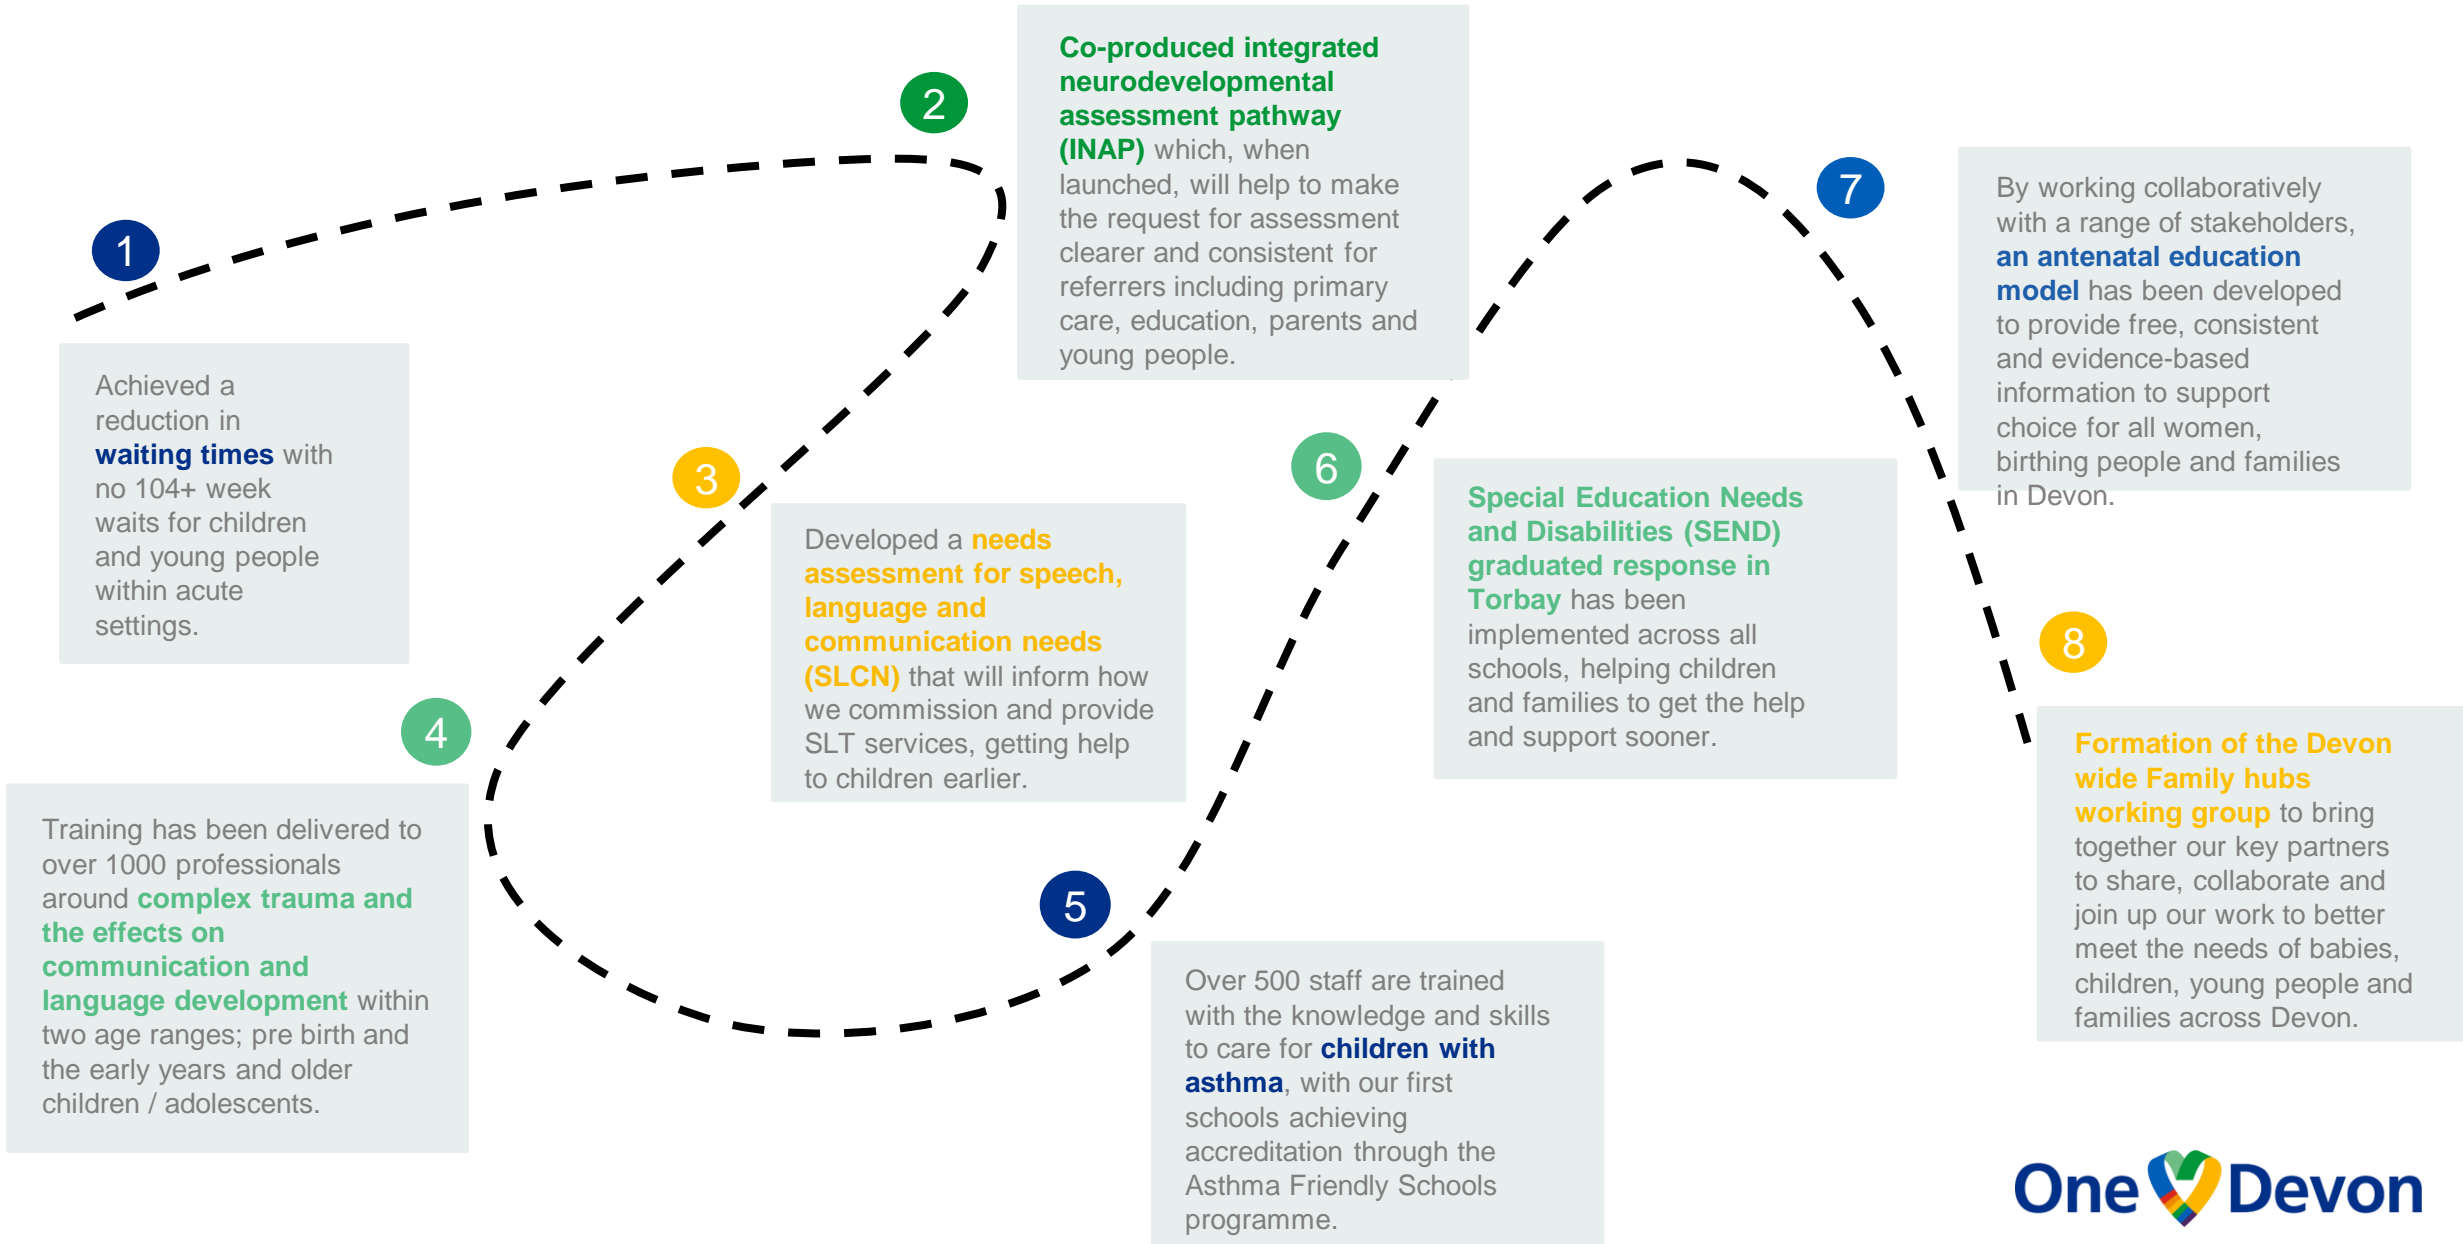 1
Achieved a
reduction in
waiting times with
no 104+ week
waits for children
and young people
within acute
settings.
2
Co-produced integrated
neurodevelopmental
assessment pathway
(INAP) which, when
launched, will help to make
the request for assessment
clearer and consistent for
referrers including primary
care, education, parents and
young people.
3
Developed a needs
assessment for speech,
language and
communication needs
(SLCN) that will inform how
we commission and provide
SLT services, getting help
to children earlier.
4
Training has been delivered to
over 1000 professionals
around complex trauma and
the effects on
communication and
language development within
two age ranges; pre birth and
the early years and older
children / adolescents.
5
Over 500 staff are trained
with the knowledge and skills
to care for children with
asthma, with our first
schools achieving
accreditation through the
Asthma Friendly Schools
programme.
6
Special Education Needs
and Disabilities (SEND)
graduated response in
Torbay has been
implemented across all
schools, helping children
and families to get the help
and support sooner.
7
By working collaboratively
with a range of stakeholders,
an antenatal education
model has been developed
to provide free, consistent
and evidence-based
information to support
choice for all women,
birthing people and families
in Devon.
8
Formation of the Devon
wide Family hubs
working group to bring
together our key partners
to share, collaborate and
join up our work to better
meet the needs of babies,
children, young people and
families across Devon.
One Devon